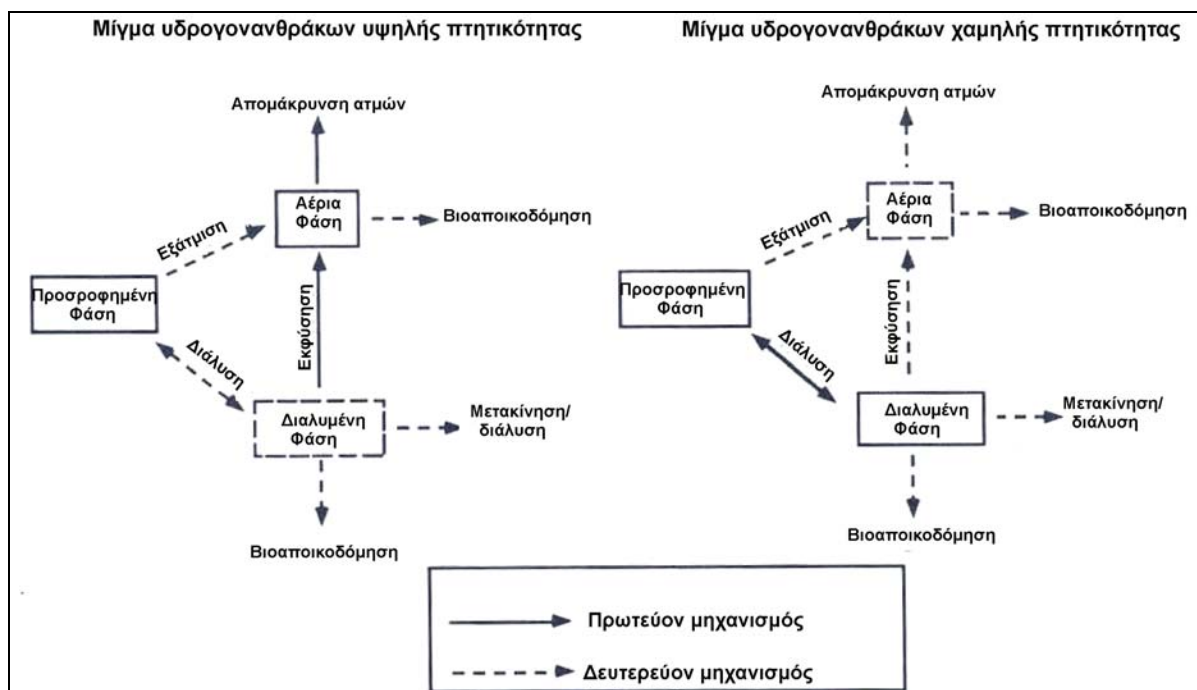 Μίγμα υδρογονανθράκων υψηλής πτητικότητας
Απομάκρυνση ατμών
Αέρια
Φάση
Βιοαποικοδόμηση
Εξάτμιση
Προσροφημένη
Φάση
Εκφύσηση
Διάλυση
Διαλυμένη
Φάση
Μετακίνηση/
διάλυση
Βιοαποικοδόμηση
Μίγμα υδρογονανθράκων χαμηλής πτητικότητας
Απομάκρυνση ατμών
Αέρια
Φάση
Βιοαποικοδόμηση
Εξάτμιση
Προσροφημένη
Φάση
Εκφύσηση
Διάλυση
Διαλυμένη
Φάση
Μετακίνηση/
διάλυση
Βιοαποικοδόμηση
Πρωτεύον μηχανισμός
Δευτερεύον μηχανισμός